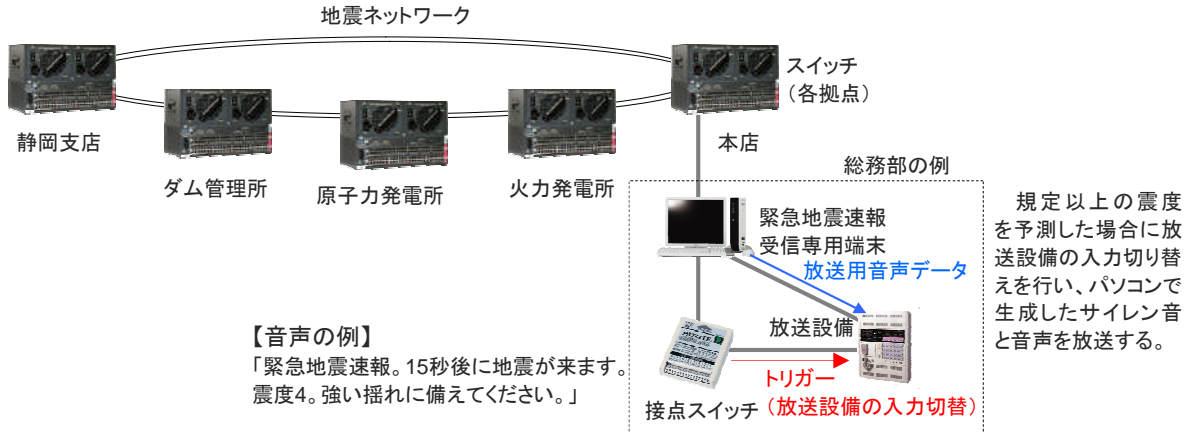 地震ネットワーク
スイッチ
(各拠点)
静岡支店
ダム管理所
原子力発電所
火力発電所
本店
総務部の例
緊急地震速報
受信専用端末
放送用音声データ
規定以上の震度
を予測した場合に放
送設備の入力切り替
えを行い、パソコンで
生成したサイレン音
と音声を放送する。
放送設備
【音声の例】
「緊急地震速報。15秒後に地震が来ます。
震度4。強い揺れに備えてください。」
トリガー
(放送設備の入力切替)
接点スイッチ